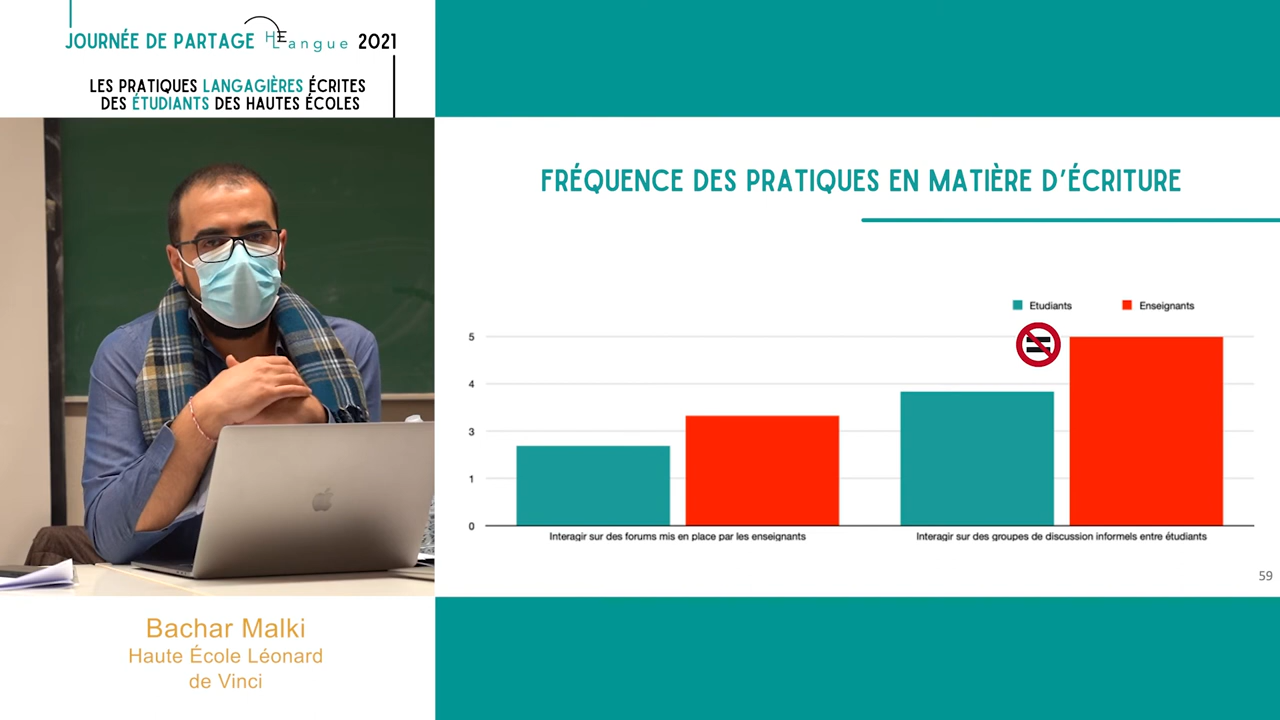 JOURNÉE DE PARTAGE HELangue 2021
LES PRATIQUES LANGAGIÈRES ÉCRITES
DES ÉTUDIANTS DES HAUTES ÉCOLES
FRÉQUENCE DES PRATIQUES EN MATIÈRE D'ÉCRITURE
Etudiants
Enseignants
5
4
3
1
0
Interagir sur des forums mis en place par les enseignants
Interagir sur des groupes de discussion informels entre étudiants
59
Bachar Malki
Haute École Léonard
de Vinci